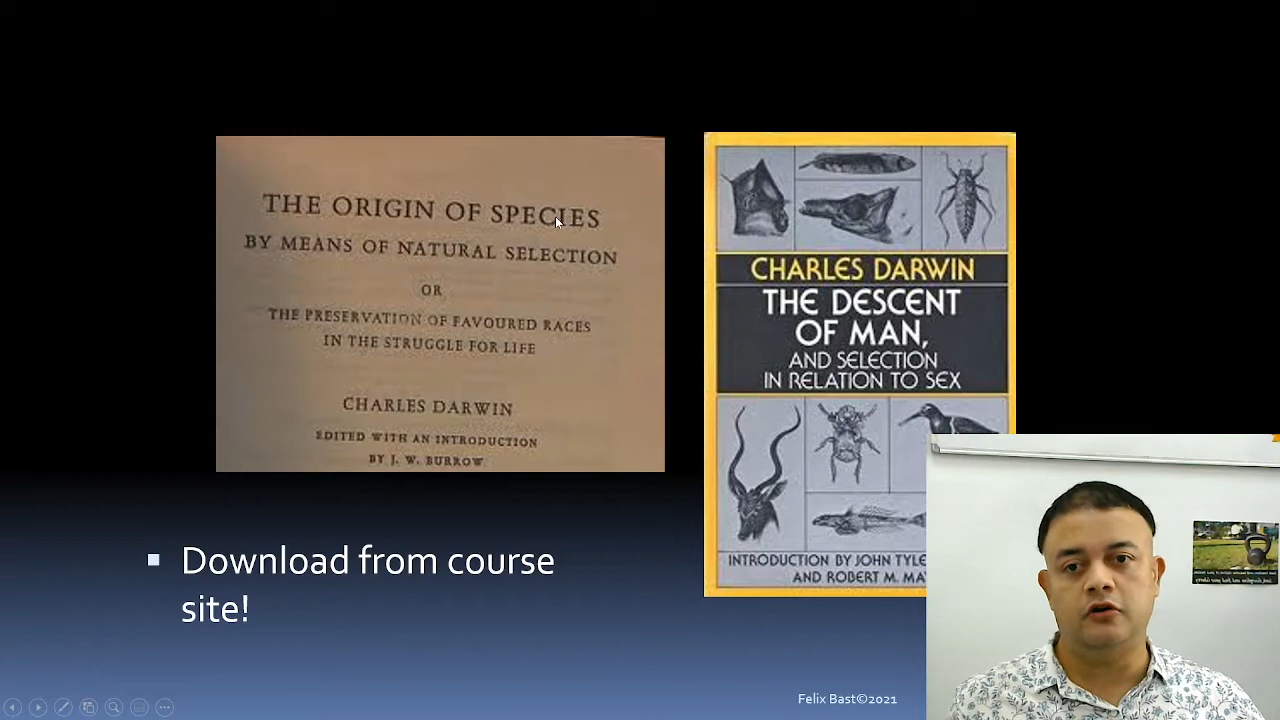 THE ORIGIN OF SPECIES
BY MEANS OF NATURAL SELECTION
OR
THE PRESERVATION OF FAVOURED RACES
IN THE STRUGGLE FOR LIFE
CHARLES DARWIN
EDITED WITH AN INTRODUCTION
BY J. W. BURROW
CHARLES DARWIN
THE DESCENT
OF MAN,
AND SELECTION
IN RELATION TO SEX
INTRODUCTION BY JOHN TYLE
AND ROBERT M. MA
Download from course
site!
Felix Bast©2021